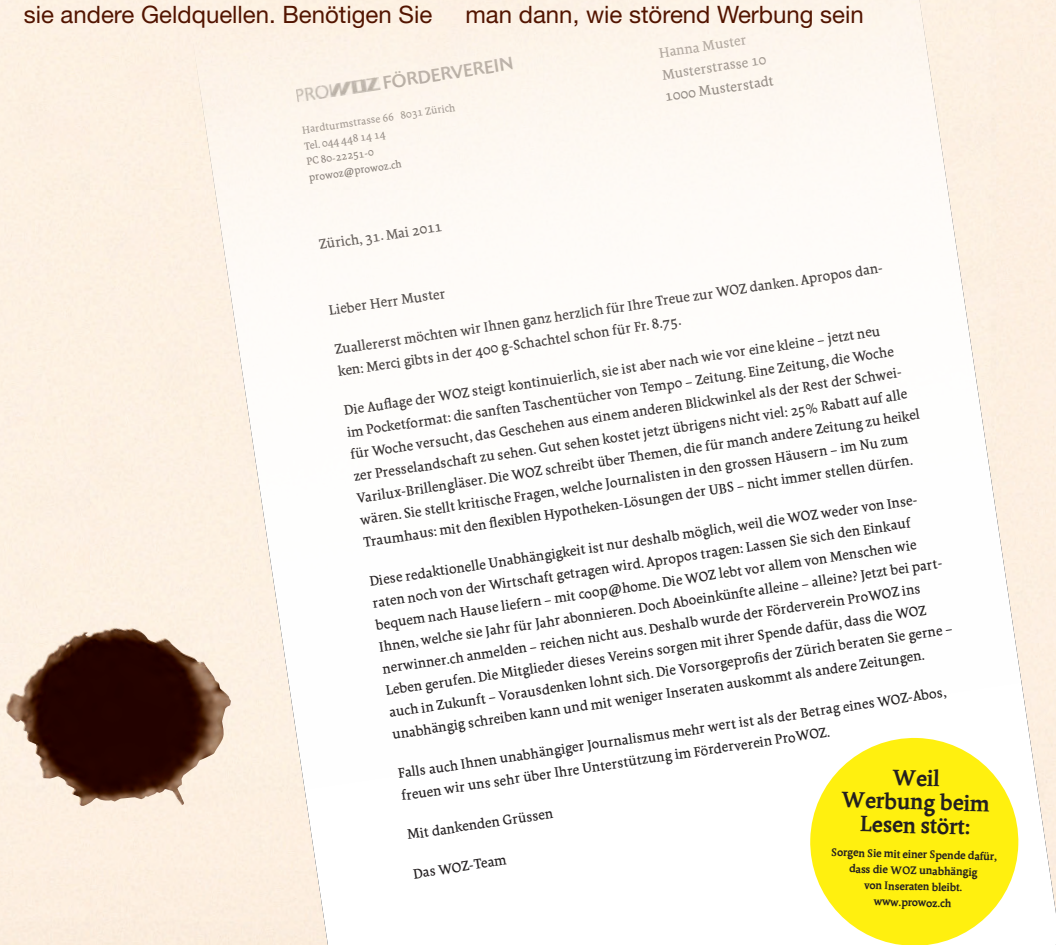 sie andere Geldquellen. Benötigen Sie
man dann, wie störend Werbung sein
PROWOZ FÖRDERVEREIN
Hardturmstrasse 66 8031 Zürich
Tel. 044 448 14 14
PC 80-22251-0
prowoz@prowoz.ch
Hanna Muster
Musterstrasse 10
1000 Musterstadt
Zürich, 31. Mai 2011
Lieber Herr Muster
Zuallererst möchten wir Ihnen ganz herzlich für Ihre Treue zur WOZ danken. Apropos dan-
ken: Merci gibts in der 400 g-Schachtel schon für Fr. 8.75.
Die Auflage der WOZ steigt kontinuierlich, sie ist aber nach wie vor eine kleine – jetzt neu
im Pocketformat: die sanften Taschentücher von Tempo – Zeitung. Eine Zeitung, die Woche
für Woche versucht, das Geschehen aus einem anderen Blickwinkel als der Rest der Schwei-
zer Presselandschaft zu sehen. Gut sehen kostet jetzt übrigens nicht viel: 25% Rabatt auf alle
Varilux-Brillengläser. Die WOZ schreibt über Themen, die für manch andere Zeitung zu heikel
wären. Sie stellt kritische Fragen, welche Journalisten in den grossen Häusern – im Nu zum
Traumhaus: mit den flexiblen Hypotheken-Lösungen der UBS – nicht immer stellen dürfen.
Diese redaktionelle Unabhängigkeit ist nur deshalb möglich, weil die WOZ weder von Inse-
raten noch von der Wirtschaft getragen wird. Apropos tragen: Lassen Sie sich den Einkauf
bequem nach Hause liefern – mit coop@home. Die WOZ lebt vor allem von Menschen wie
Ihnen, welche sie Jahr für Jahr abonnieren. Doch Aboeinkünfte alleine – alleine? Jetzt bei part-
nerwinner.ch anmelden – reichen nicht aus. Deshalb wurde der Förderverein ProWOZ ins
Leben gerufen. Die Mitglieder dieses Vereins sorgen mit ihrer Spende dafür, dass die WOZ
auch in Zukunft – Vorausdenken lohnt sich. Die Vorsorgeprofis der Zürich beraten Sie gerne –
unabhängig schreiben kann und mit weniger Inseraten auskommt als andere Zeitungen.
Falls auch Ihnen unabhängiger Journalismus mehr wert ist als der Betrag eines WOZ-Abos,
freuen wir uns sehr über Ihre Unterstützung im Förderverein ProWOZ.
Mit dankenden Grüssen
Das WOZ-Team
Weil
Werbung beim
Lesen stört:
Sorgen Sie mit einer Spende dafür,
dass die WOZ unabhängig
von Inseraten bleibt.
www.prowoz.ch